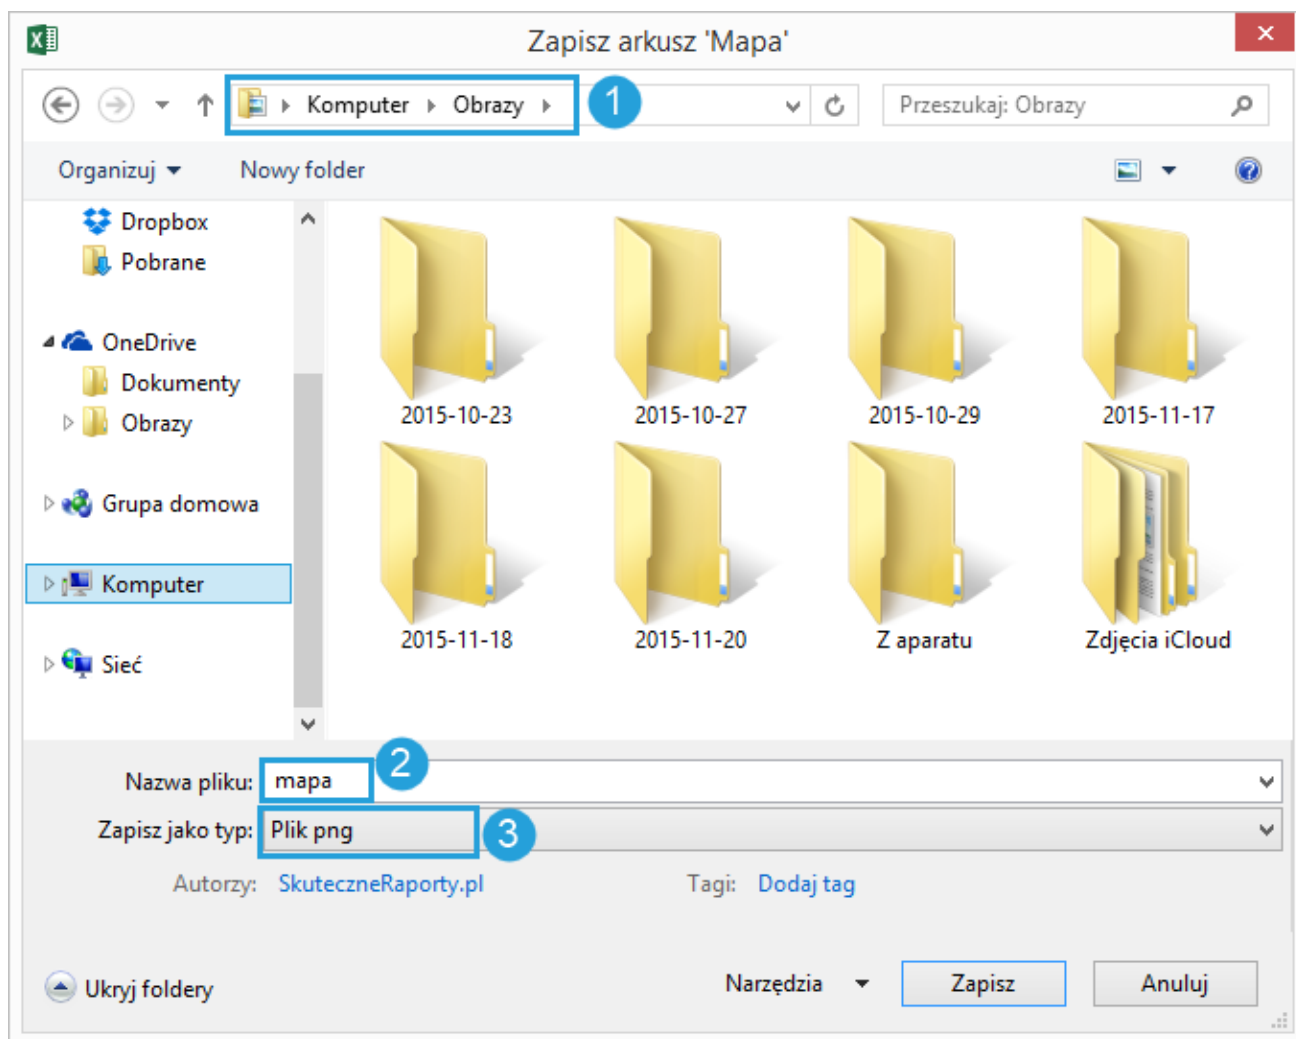 Zapisz arkusz 'Mapa'
Komputer Obrazy 1 Przeszukaj: Obrazy
Organizuj Nowy folder
Dropbox
Pobrane
OneDrive
Dokumenty
Obrazy
Grupa domowa
Komputer
Sieć
2015-10-23 2015-10-27 2015-10-29 2015-11-17
2015-11-18 2015-11-20 Z aparatu Zdjęcia iCloud
Nazwa pliku: mapa 2
Zapisz jako typ: Plik png 3
Autorzy: SkuteczneRaporty.pl Tagi: Dodaj tag
Ukryj foldery Narzędzia Zapisz Anuluj